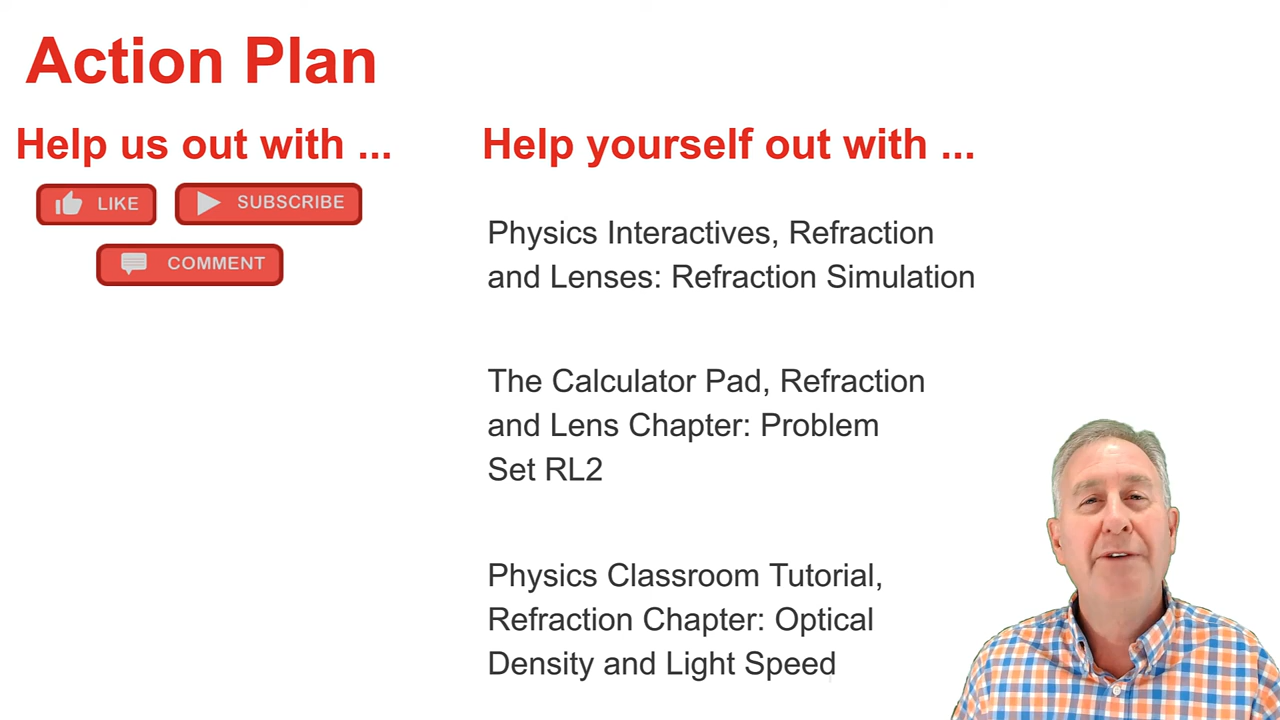 Action Plan
Help us out with ...
LIKE
SUBSCRIBE
COMMENT
Help yourself out with ...
Physics Interactives, Refraction
and Lenses: Refraction Simulation
The Calculator Pad, Refraction
and Lens Chapter: Problem
Set RL2
Physics Classroom Tutorial,
Refraction Chapter: Optical
Density and Light Speed